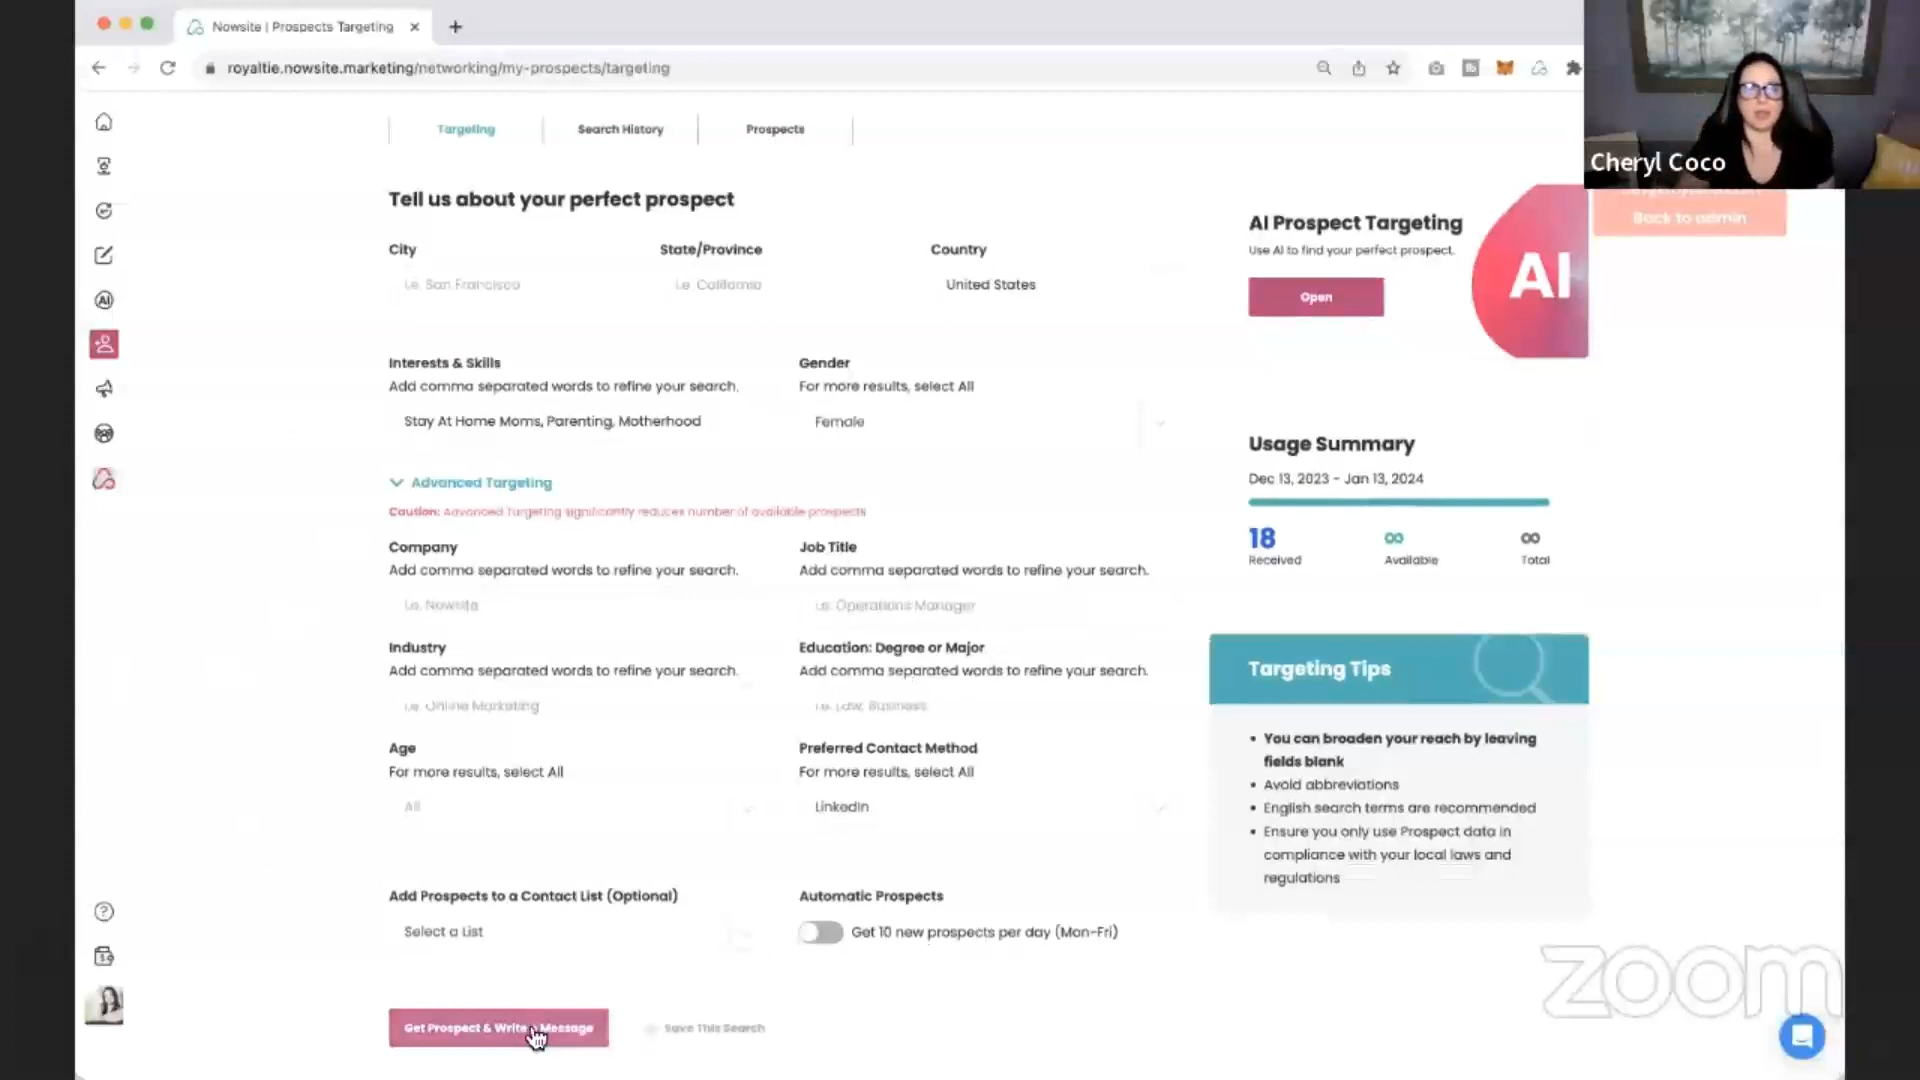 Nowsite | Prospects Targeting
royaltie.nowsite.marketing/networking/my-prospects/targeting
Cheryl Coco
Back to admin
Targeting
Search History
Prospects
Tell us about your perfect prospect
City
State/Province
Country
i.e. San Francisco
i.e. California
United States
Interests & Skills
Add comma separated words to refine your search.
Stay At Home Moms, Parenting, Motherhood
Gender
For more results, select All
Female
Advanced Targeting
Caution: Advanced Targeting significantly reduces number of available prospects
Company
Add comma separated words to refine your search.
i.e. Nowsite
Job Title
Add comma separated words to refine your search.
i.e. Operations Manager
Industry
Add comma separated words to refine your search.
i.e. Online Marketing
Education: Degree or Major
Add comma separated words to refine your search.
i.e. Law, Business
Age
For more results, select All
All
Preferred Contact Method
For more results, select All
LinkedIn
Add Prospects to a Contact List (Optional)
Select a List
Automatic Prospects
Get 10 new prospects per day (Mon-Fri)
Get Prospect & Write Message
Save This Search
AI Prospect Targeting
Use AI to find your perfect prospect.
Open
AI
Usage Summary
Dec 13, 2023 - Jan 13, 2024
18
Received
∞
Available
∞
Total
Targeting Tips
• You can broaden your reach by leaving
fields blank
• Avoid abbreviations
• English search terms are recommended
• Ensure you only use Prospect data in
compliance with your local laws and
regulations
zoom